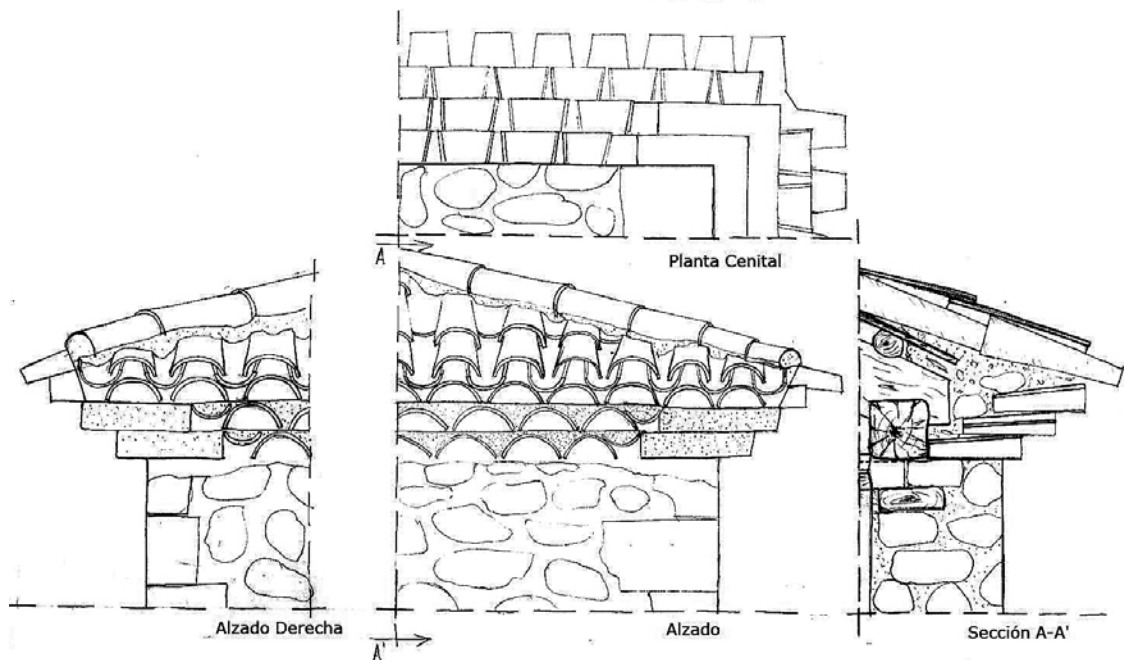 A
Planta Cenital
Alzado Derecha
Alzado
Sección A-A'
A'